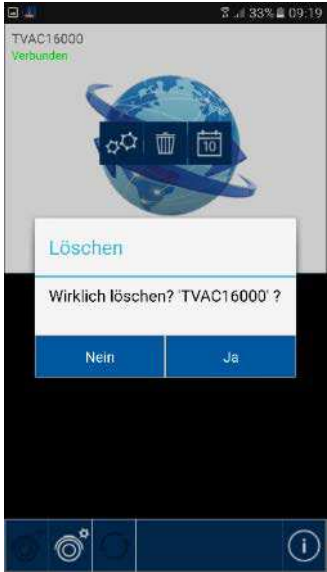 33% 09:19
TVAC16000
Verbunden
10
Löschen
Wirklich löschen? 'TVAC16000' ?
Nein
Ja